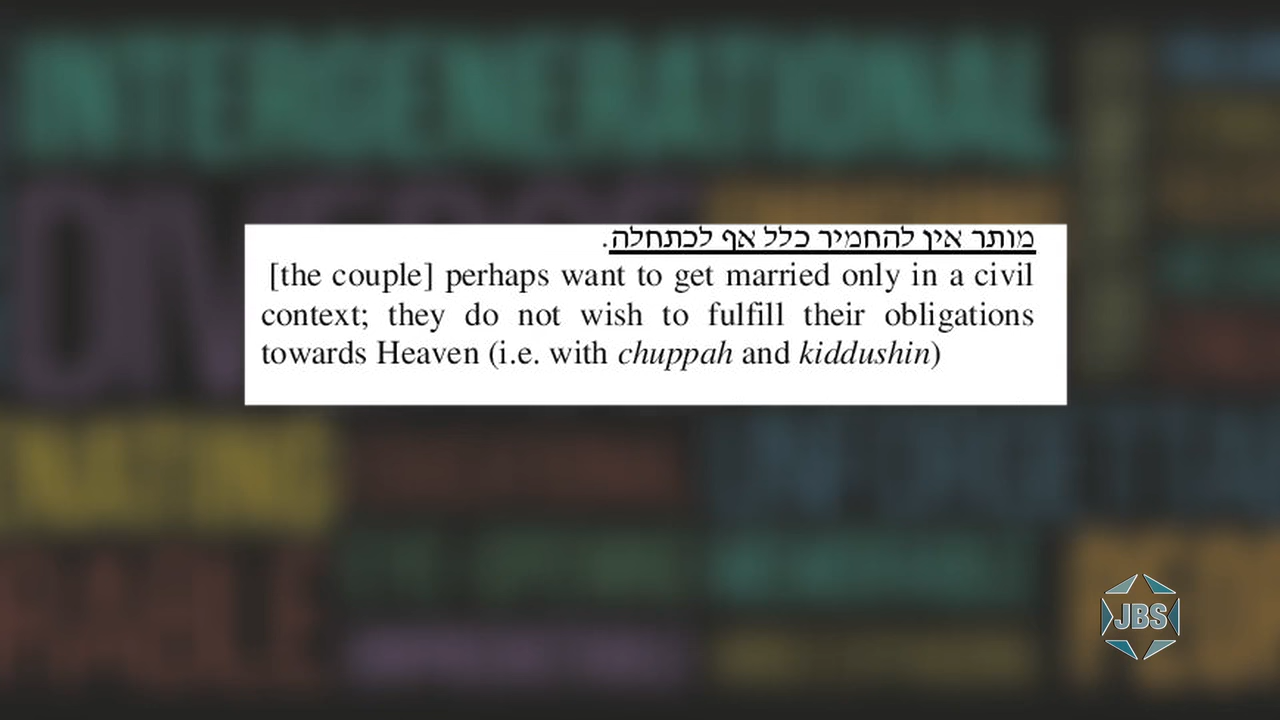 INTERGENERATIONAL
מותר אין להחמיר כלל אף לכתחלה.
[the couple] perhaps want to get married only in a civil
context; they do not wish to fulfill their obligations
towards Heaven (i.e. with chuppah and kiddushin)
JBS